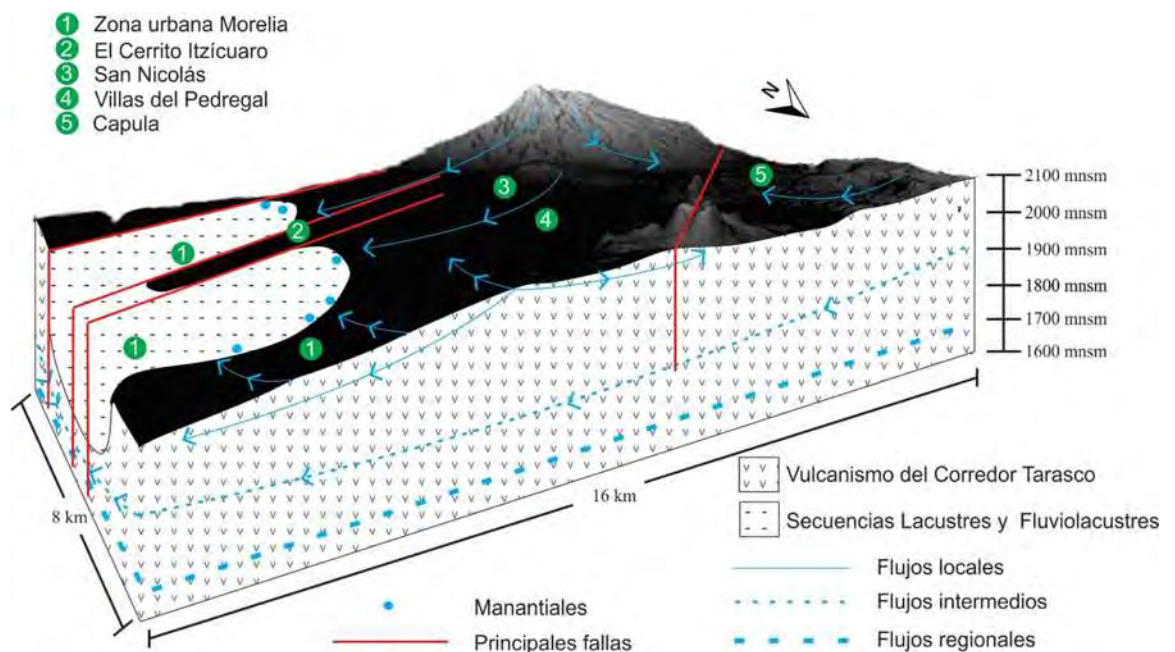 1 Zona urbana Morelia
2 El Cerrito Itzícuaro
3 San Nicolás
4 Villas del Pedregal
5 Capula
N
5
3
4
2
1
1
1
2100 mnsm
2000 mnsm
1900 mnsm
1800 mnsm
1700 mnsm
1600 mnsm
8 km
16 km
Vulcanismo del Corredor Tarasco
Secuencias Lacustres y Fluviolacustres
Manantiales
Principales fallas
Flujos locales
Flujos intermedios
Flujos regionales